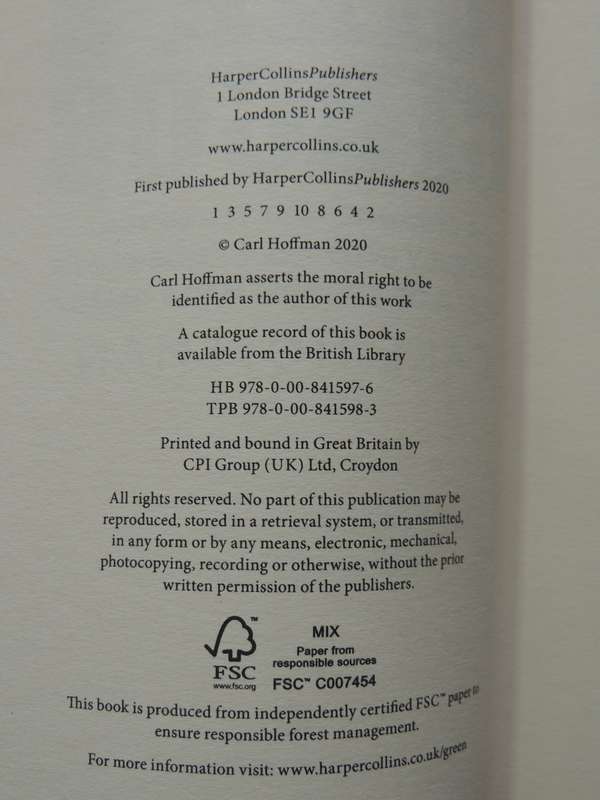 HarperCollinsPublishers
1 London Bridge Street
London SE1 9GF
www.harpercollins.co.uk
First published by HarperCollinsPublishers 2020
1 3 5 7 9 10 8 6 4 2
© Carl Hoffman 2020
Carl Hoffman asserts the moral right to be
identified as the author of this work
A catalogue record of this book is
available from the British Library
HB 978-0-00-841597-6
TPB 978-0-00-841598-3
Printed and bound in Great Britain by
CPI Group (UK) Ltd, Croydon
All rights reserved. No part of this publication may be
reproduced, stored in a retrieval system, or transmitted,
in any form or by any means, electronic, mechanical,
photocopying, recording or otherwise, without the prior
written permission of the publishers.
FSC™
www.fsc.org
MIX
Paper from
responsible sources
FSC™ C007454
This book is produced from independently certified FSC™ paper to
ensure responsible forest management.
For more information visit: www.harpercollins.co.uk/green